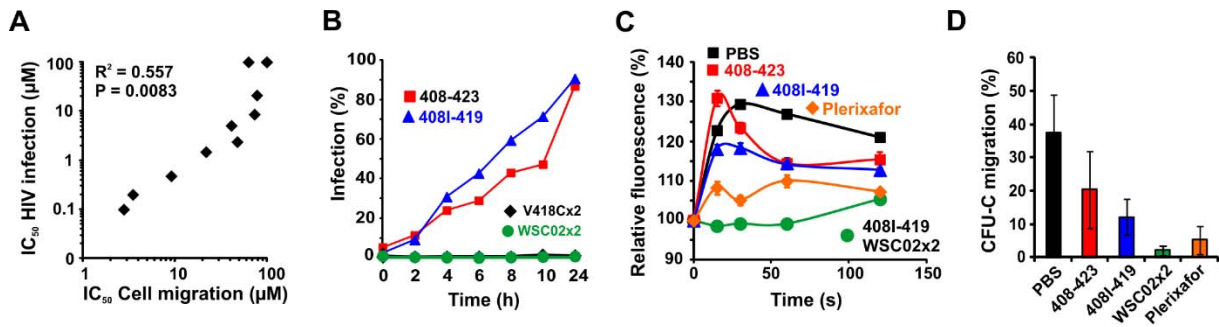 A
IC₅₀ HIV infection (µM)
100
10
1
0.1
0
R² = 0.557
P = 0.0083
1
10
100
IC₅₀ Cell migration (µM)
B
Infection (%)
100
80
60
40
20
0
408-423
408I-419
V418Cx2
WSC02x2
0 2 4 6 8 10 24
Time (h)
C
Relative fluorescence (%)
PBS
408-423
408I-419
Plerixafor
130
120
110
100
90
408I-419
WSC02x2
0 50 100 150
Time (s)
D
CFU-C migration (%)
60
50
40
30
20
10
0
PBS
408-423
408I-419
WSC02x2
Plerixafor